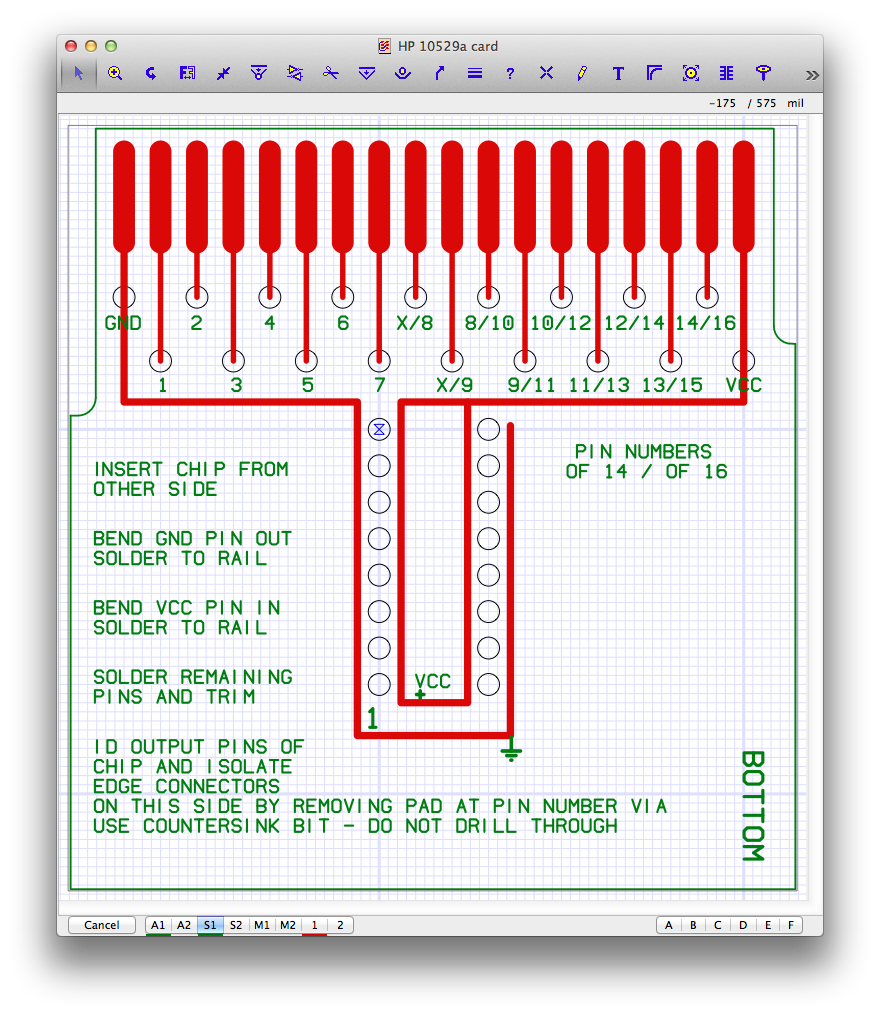 HP 10529a card
-175 / 575 mil
GND 2 4 6 X/8 8/10 10/12 12/14 14/16
1 3 5 7 X/9 9/11 11/13 13/15 VCC
PIN NUMBERS
OF 14 / OF 16
INSERT CHIP FROM
OTHER SIDE
BEND GND PIN OUT
SOLDER TO RAIL
BEND VCC PIN IN
SOLDER TO RAIL
SOLDER REMAINING
PINS AND TRIM
VCC
+
1
ID OUTPUT PINS OF
CHIP AND ISOLATE
EDGE CONNECTORS
ON THIS SIDE BY REMOVING PAD AT PIN NUMBER VIA
USE COUNTERSINK BIT - DO NOT DRILL THROUGH
BOTTOM
Cancel A1 A2 S1 S2 M1 M2 1 2 A B C D E F